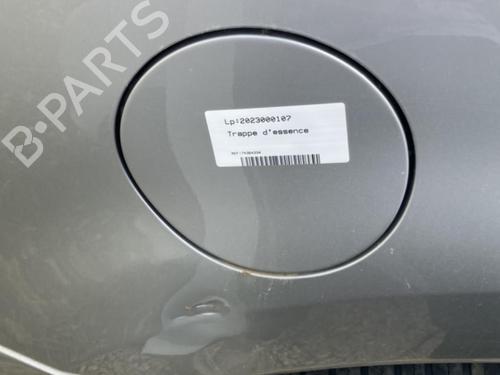 B-PARTS
Lp:2023000107
Trappe d'essence